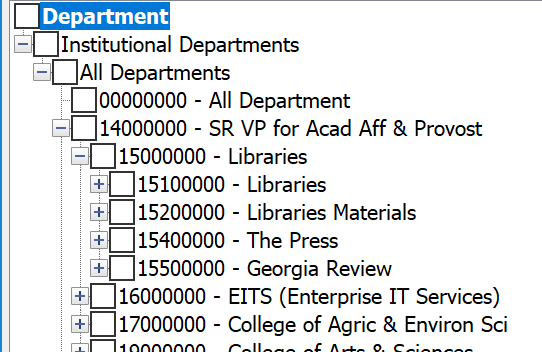 Department
Institutional Departments
All Departments
00000000 - All Department
14000000 - SR VP for Acad Aff & Provost
15000000 - Libraries
15100000 - Libraries
15200000 - Libraries Materials
15400000 - The Press
15500000 - Georgia Review
16000000 - EITS (Enterprise IT Services)
17000000 - College of Agric & Environ Sci
19000000 - College of Arts & Sciences